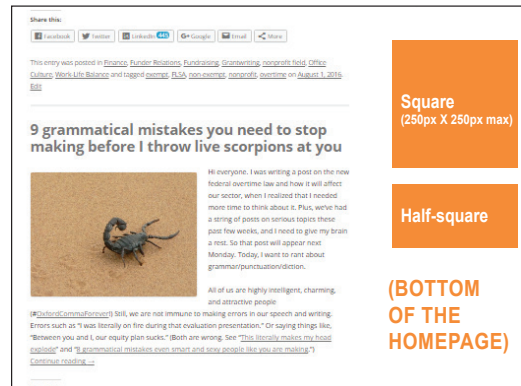 Share this:
Facebook Twitter LinkedIn 445 G+ Google Email More
This entry was posted in Finance, Funder Relations, Fundraising, Grantwriting, nonprofit field, Office
Culture, Work-Life Balance and tagged exempt, FLSA, non-exempt, nonprofit, overtime on August 1, 2016.
Edit
9 grammatical mistakes you need to stop
making before I throw live scorpions at you
Hi everyone. I was writing a post on the new
federal overtime law and how it will affect
our sector, when I realized that I needed
more time to think about it. Plus, we've had
a string of posts on serious topics these
past few weeks, and I need to give my brain
a rest. So that post will appear next
Monday. Today, I want to rant about
grammar/punctuation/diction.
All of us are highly intelligent, charming,
and attractive people
(#OxfordCommaForever!) Still, we are not immune to making errors in our speech and writing.
Errors such as "I was literally on fire during that evaluation presentation." Or saying things like,
"Between you and I, our equity plan sucks." (Both are wrong. See "This literally makes my head
explode" and "8 grammatical mistakes even smart and sexy people like you are making.")
Continue reading →
Square
(250px X 250px max)
Half-square
(BOTTOM
OF THE
HOMEPAGE)